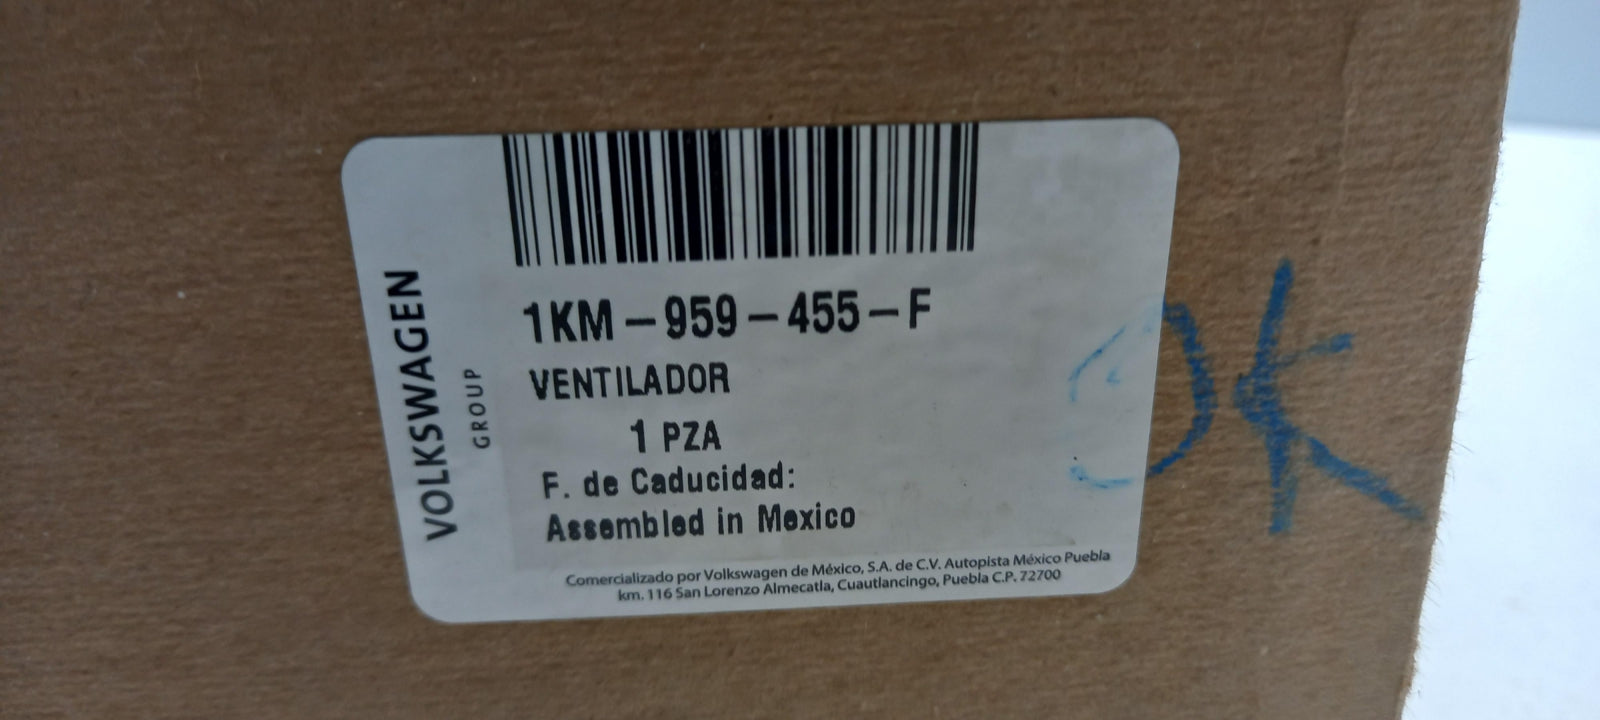 VOLKSWAGEN
GROUP
1KM-959-455-F
VENTILADOR
1 PZA
F. de Caducidad:
Assembled in Mexico
Comercializado por Volkswagen de México, S.A. de C.V. Autopista México Puebla
km. 116 San Lorenzo Almecatla, Cuautlancingo, Puebla C.P. 72700
OK